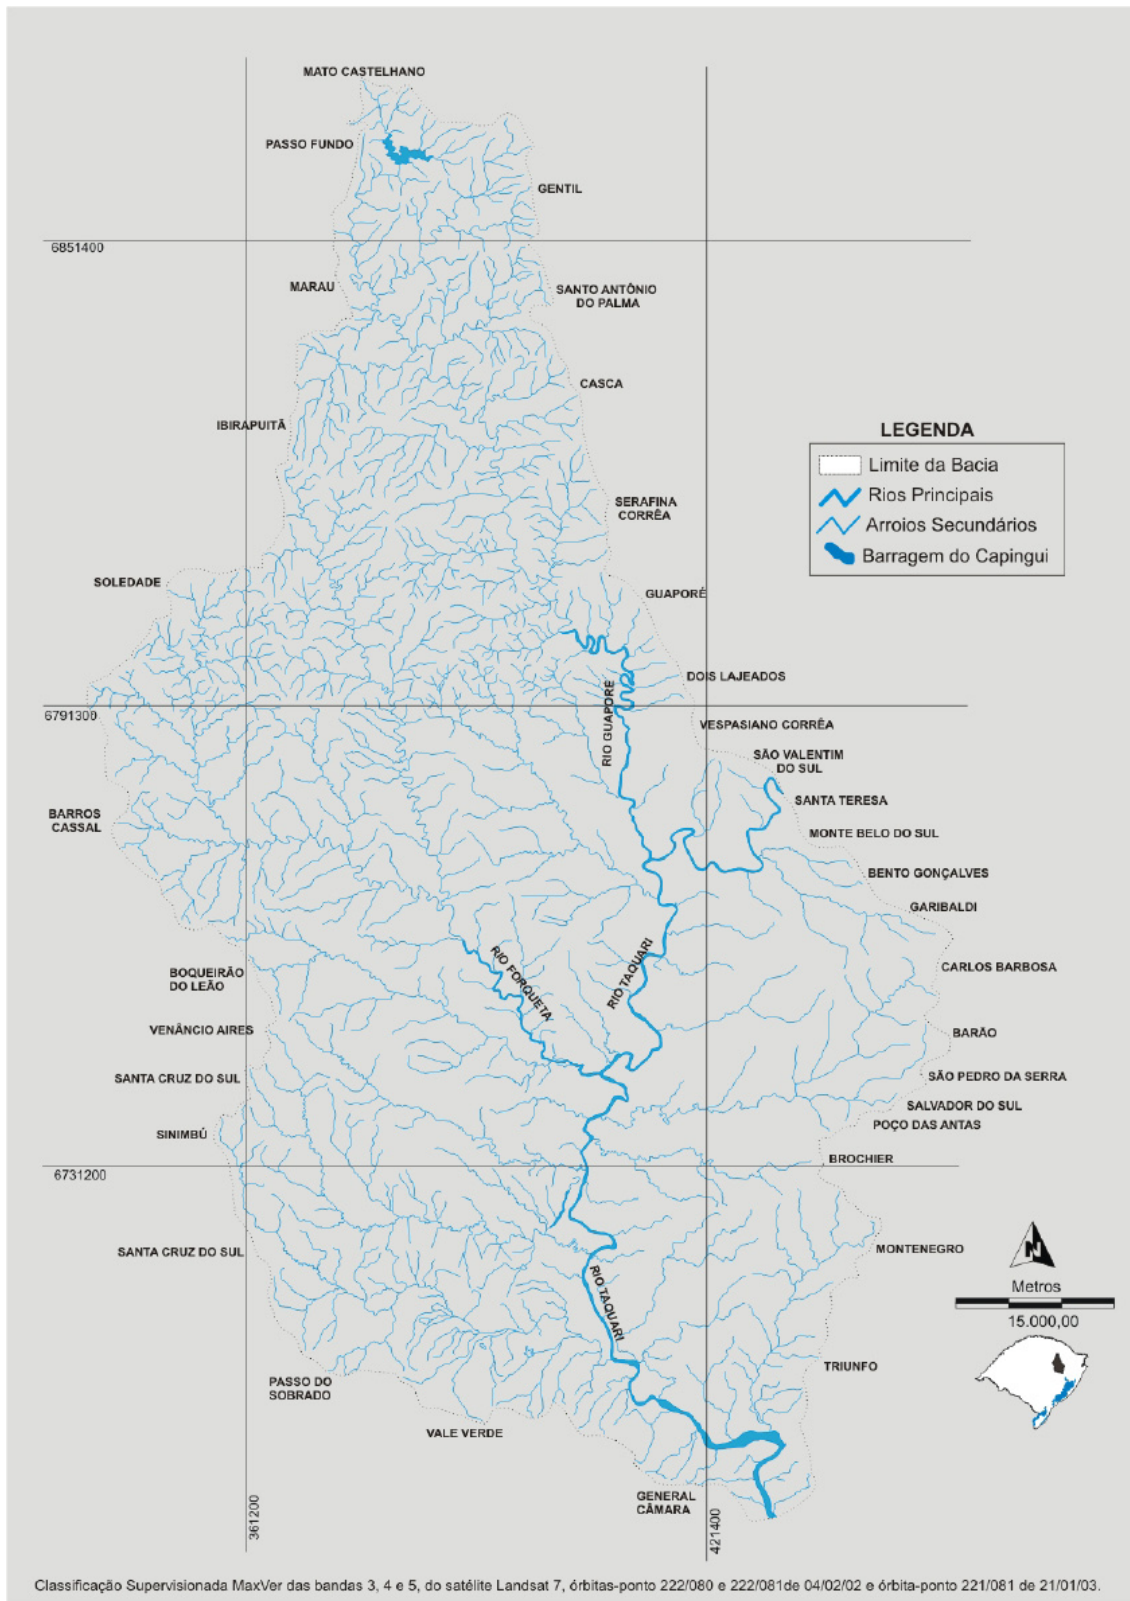 MATO CASTELHANO
PASSO FUNDO
GENTIL
6851400
MARAU
SANTO ANTÔNIO
DO PALMA
CASCA
IBIRAPUITÃ
LEGENDA
Limite da Bacia
Rios Principais
Arroios Secundários
Barragem do Capingui
SERAFINA
CORRÊA
SOLEDADE
GUAPORÉ
DOIS LAJEADOS
6791300
RIO GUAPORÉ
VESPASIANO CORRÊA
SÃO VALENTIM
DO SUL
SANTA TERESA
BARROS
CASSAL
MONTE BELO DO SUL
BENTO GONÇALVES
GARIBALDI
RIO FORQUETA
RIO TAQUARI
CARLOS BARBOSA
BOQUEIRÃO
DO LEÃO
VENÂNCIO AIRES
BARÃO
SANTA CRUZ DO SUL
SÃO PEDRO DA SERRA
SALVADOR DO SUL
POÇO DAS ANTAS
SINIMBÚ
BROCHIER
6731200
SANTA CRUZ DO SUL
MONTENEGRO
N
Metros
15.000,00
RIO TAQUARI
TRIUNFO
PASSO DO
SOBRADO
VALE VERDE
GENERAL
CÂMARA
361200
421400
Classificação Supervisionada MaxVer das bandas 3, 4 e 5, do satélite Landsat 7, órbitas-ponto 222/080 e 222/081de 04/02/02 e órbita-ponto 221/081 de 21/01/03.